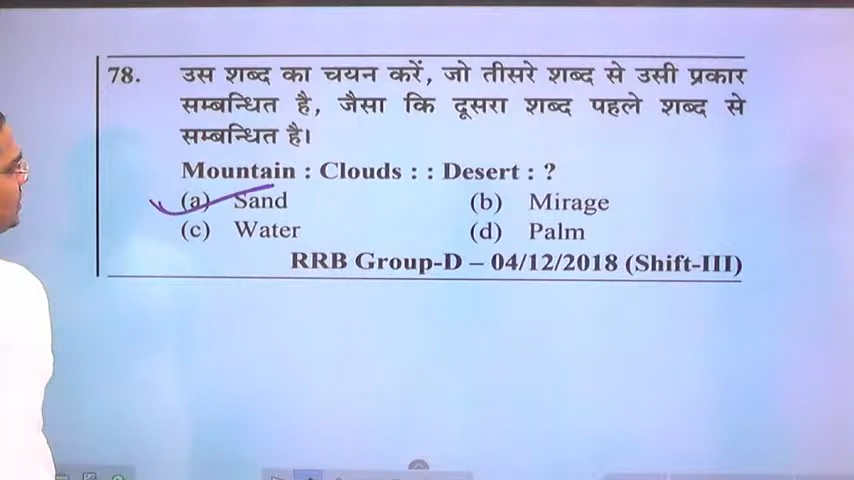 78. उस शब्द का चयन करें, जो तीसरे शब्द से उसी प्रकार
सम्बन्धित है, जैसा कि दूसरा शब्द पहले शब्द से
सम्बन्धित है।
Mountain : Clouds : : Desert : ?
(a) Sand (b) Mirage
(c) Water (d) Palm
RRB Group-D – 04/12/2018 (Shift-III)